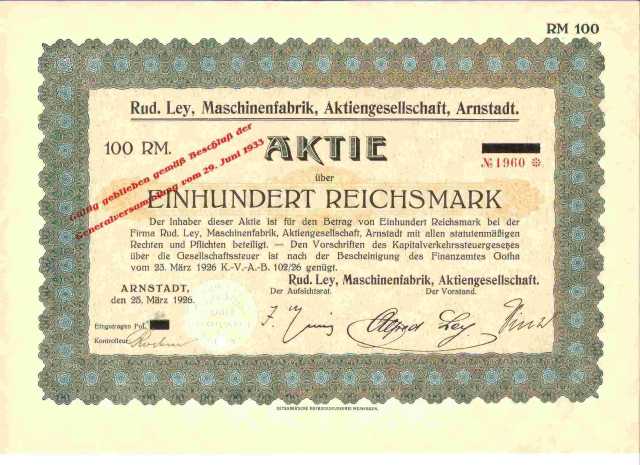 RM 100
Rud. Ley, Maschinenfabrik, Aktiengesellschaft, Arnstadt.
100 RM.
AKTIE
№ 1960 ❊
Gültig geblieben gemäß Beschluß der
Generalversammlung vom 29. Juni 1933
über
EINHUNDERT REICHSMARK
Der Inhaber dieser Aktie ist für den Betrag von Einhundert Reichsmark bei der
Firma Rud. Ley, Maschinenfabrik, Aktiengesellschaft, Arnstadt mit allen statutenmäßigen
Rechten und Pflichten beteiligt. — Den Vorschriften des Kapitalverkehrssteuergesetzes
über die Gesellschaftssteuer ist nach der Bescheinigung des Finanzamtes Gotha
vom 23. März 1926 K.-V.-A.-B. 102/26 genügt.
Rud. Ley, Maschinenfabrik, Aktiengesellschaft.
ARNSTADT,
den 25. März 1926.
Der Aufsichtsrat.
Der Vorstand.
Alfred Ley
Eingetragen Fol.
Kontrolleur: